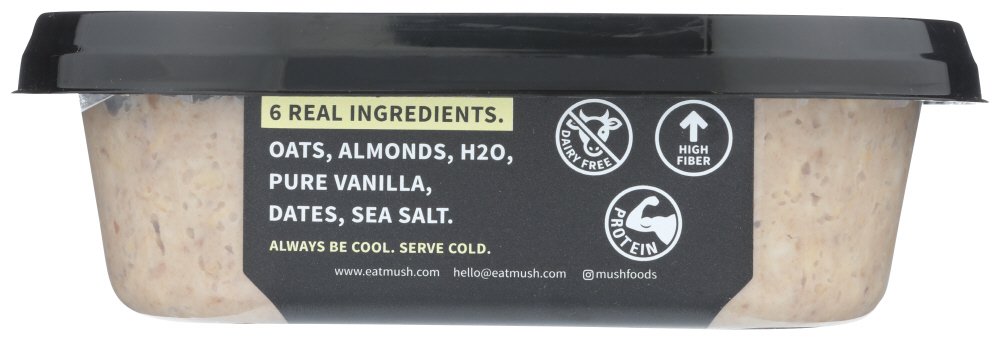 6 REAL INGREDIENTS.
OATS, ALMONDS, H2O,
PURE VANILLA,
DATES, SEA SALT.
ALWAYS BE COOL. SERVE COLD.
www.eatmush.com hello@eatmush.com mushfoods
DAIRY FREE
HIGH
FIBER
PROTEIN